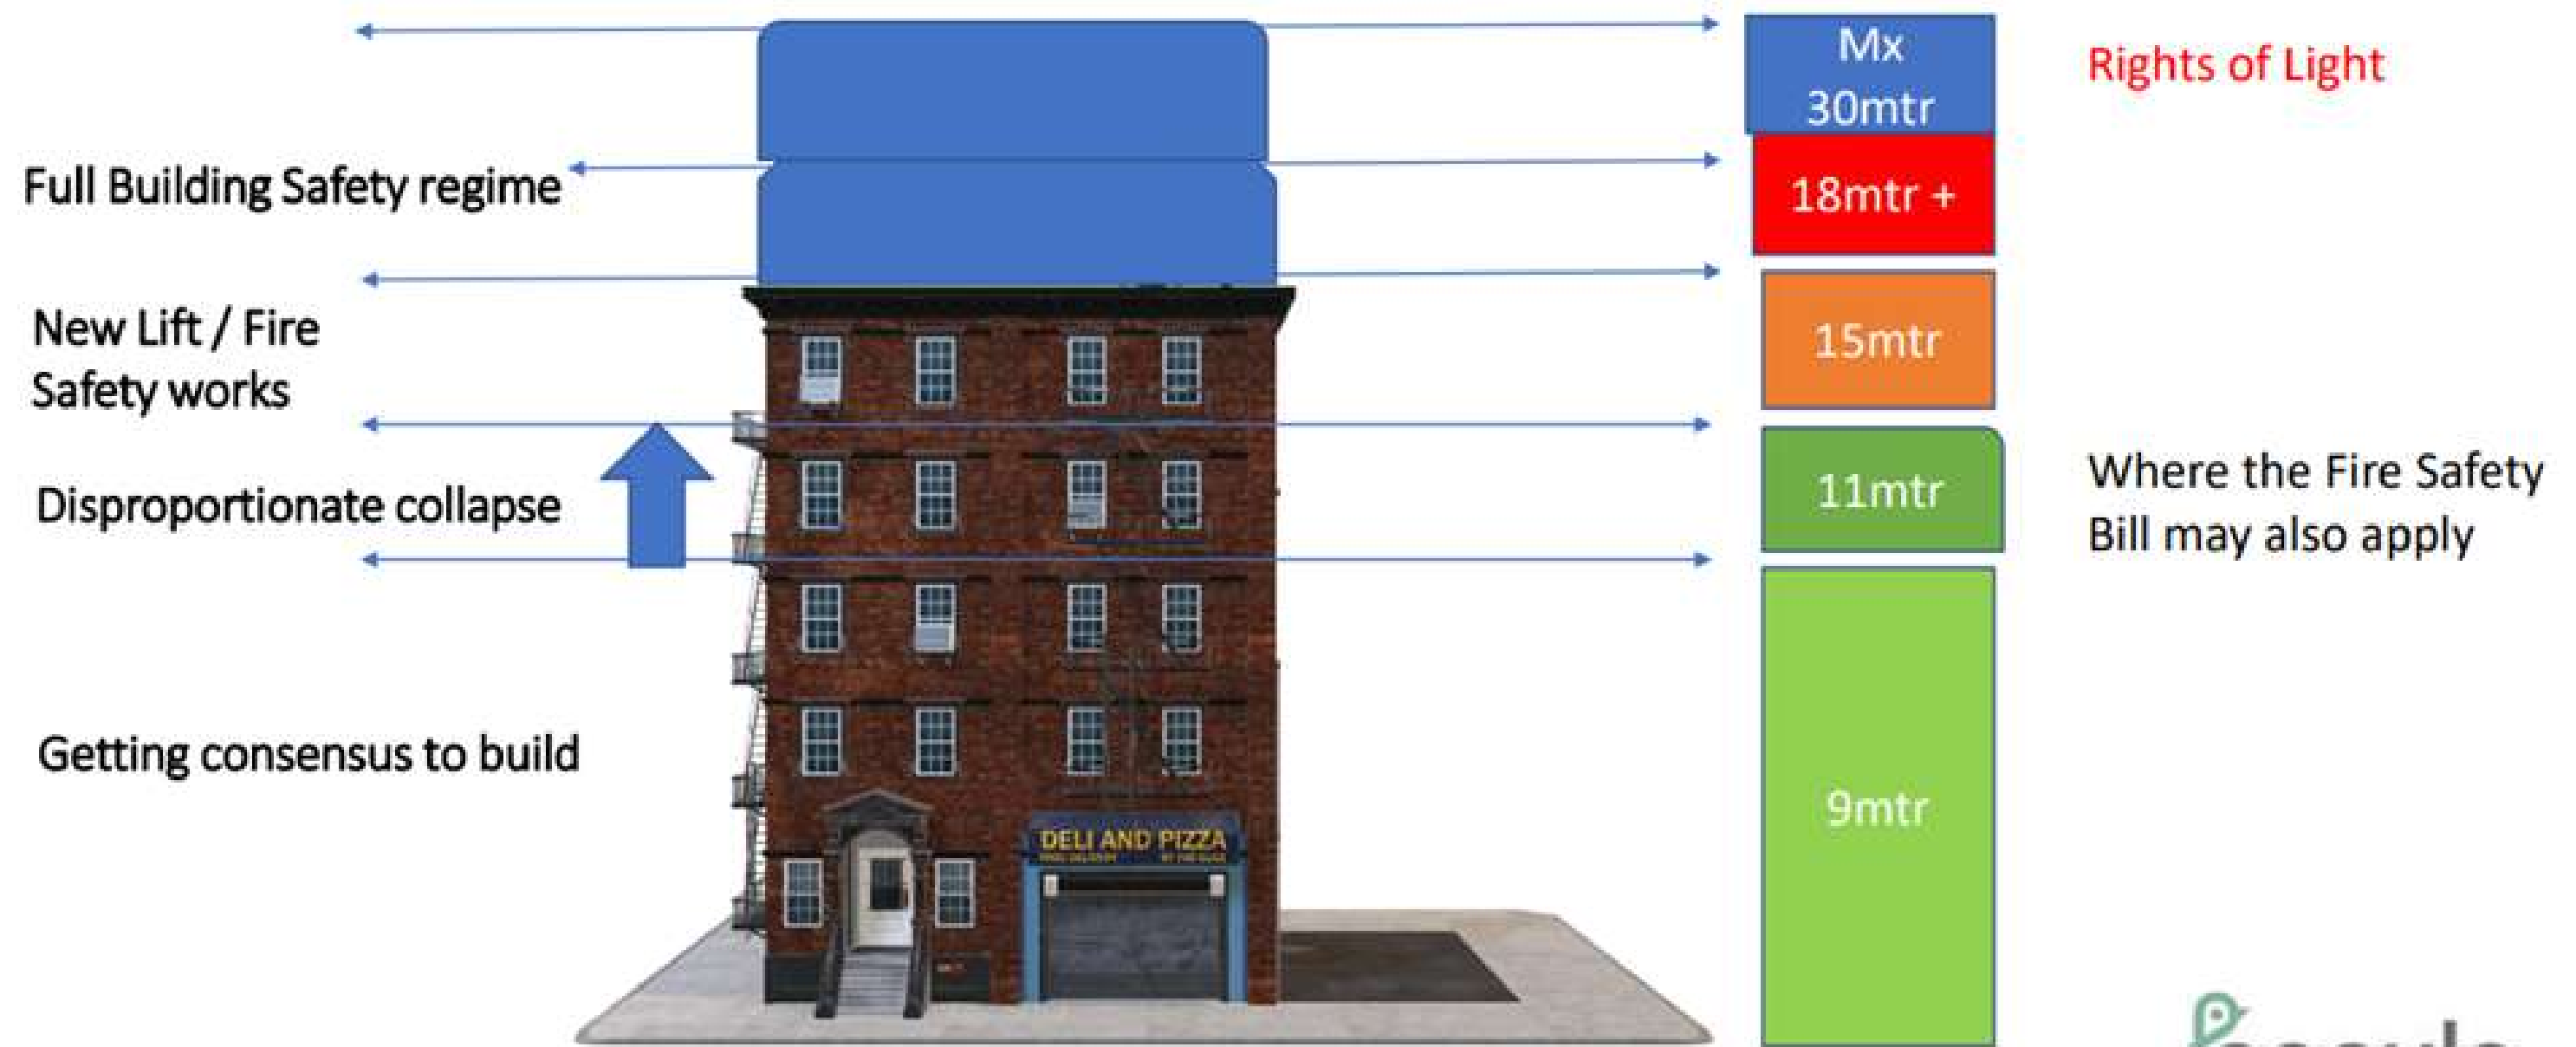 Mx
30mtr
Rights of Light
Full Building Safety regime
18mtr +
New Lift / Fire
Safety works
15mtr
Disproportionate collapse
11mtr
Where the Fire Safety
Bill may also apply
Getting consensus to build
9mtr
DELI AND PIZZA